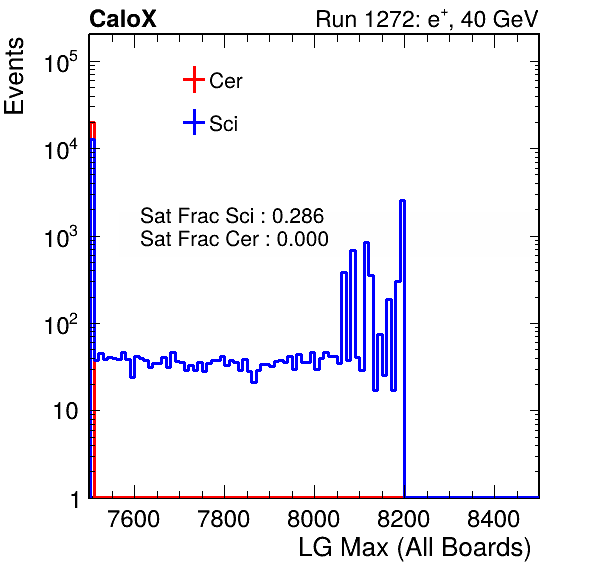 CaloX Run 1272: e⁺, 40 GeV
Events
Cer
Sci
Sat Frac Sci : 0.286
Sat Frac Cer : 0.000
10⁵
10⁴
10³
10²
10
1
7600 7800 8000 8200 8400
LG Max (All Boards)